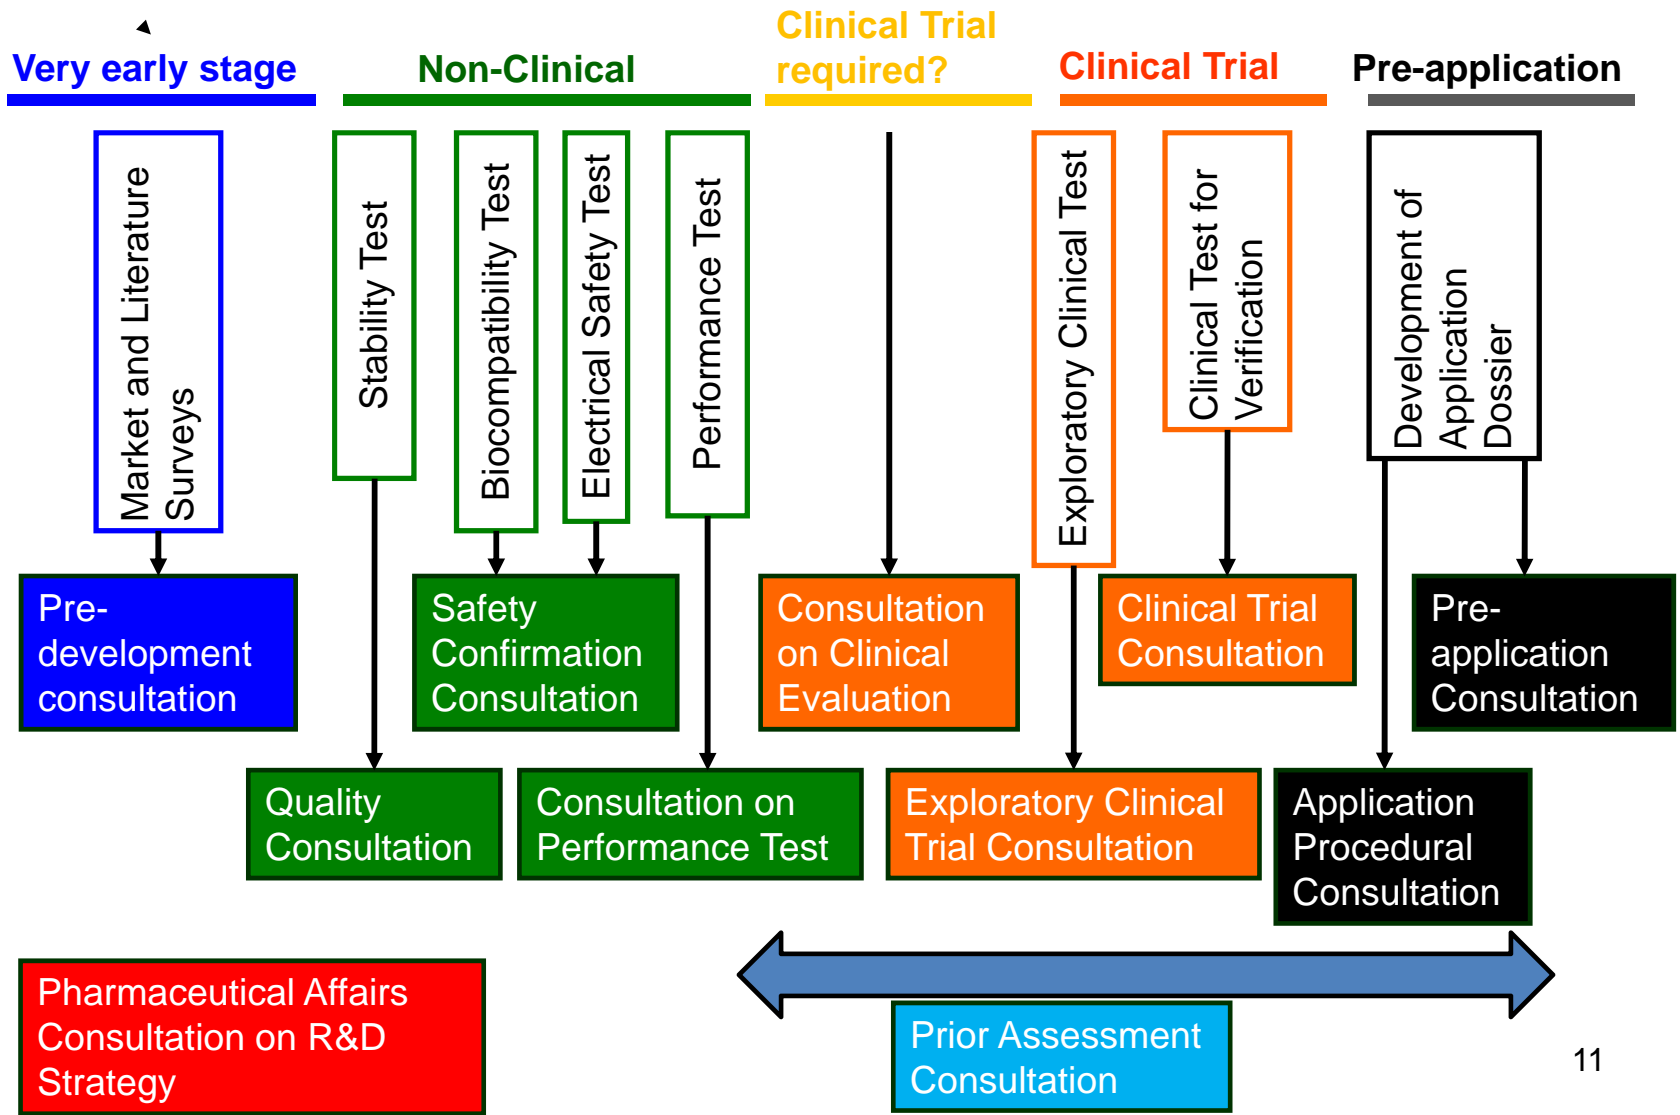 Very early stage
Non-Clinical
Clinical Trial
required?
Clinical Trial
Pre-application
Market and Literature
Surveys
Stability Test
Biocompatibility Test
Electrical Safety Test
Performance Test
Exploratory Clinical Test
Clinical Test for
Verification
Development of
Application
Dossier
Pre-
development
consultation
Safety
Confirmation
Consultation
Consultation
on Clinical
Evaluation
Clinical Trial
Consultation
Pre-
application
Consultation
Quality
Consultation
Consultation on
Performance Test
Exploratory Clinical
Trial Consultation
Application
Procedural
Consultation
Pharmaceutical Affairs
Consultation on R&D
Strategy
Prior Assessment
Consultation
11